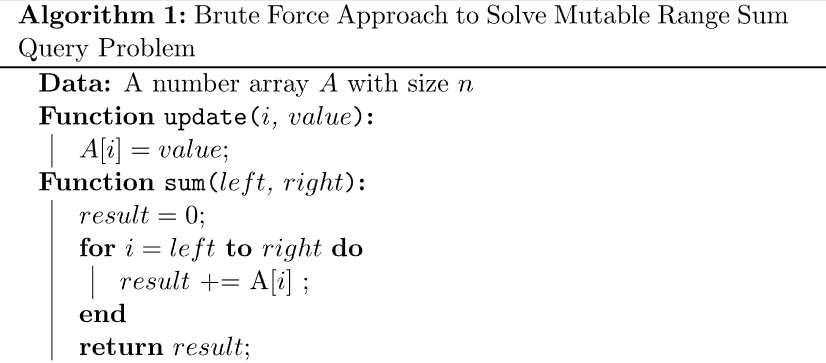 Algorithm 1: Brute Force Approach to Solve Mutable Range Sum
Query Problem
Data: A number array A with size n
Function update(i, value):
A[i] = value;
Function sum(left, right):
result = 0;
for i = left to right do
result += A[i] ;
end
return result;